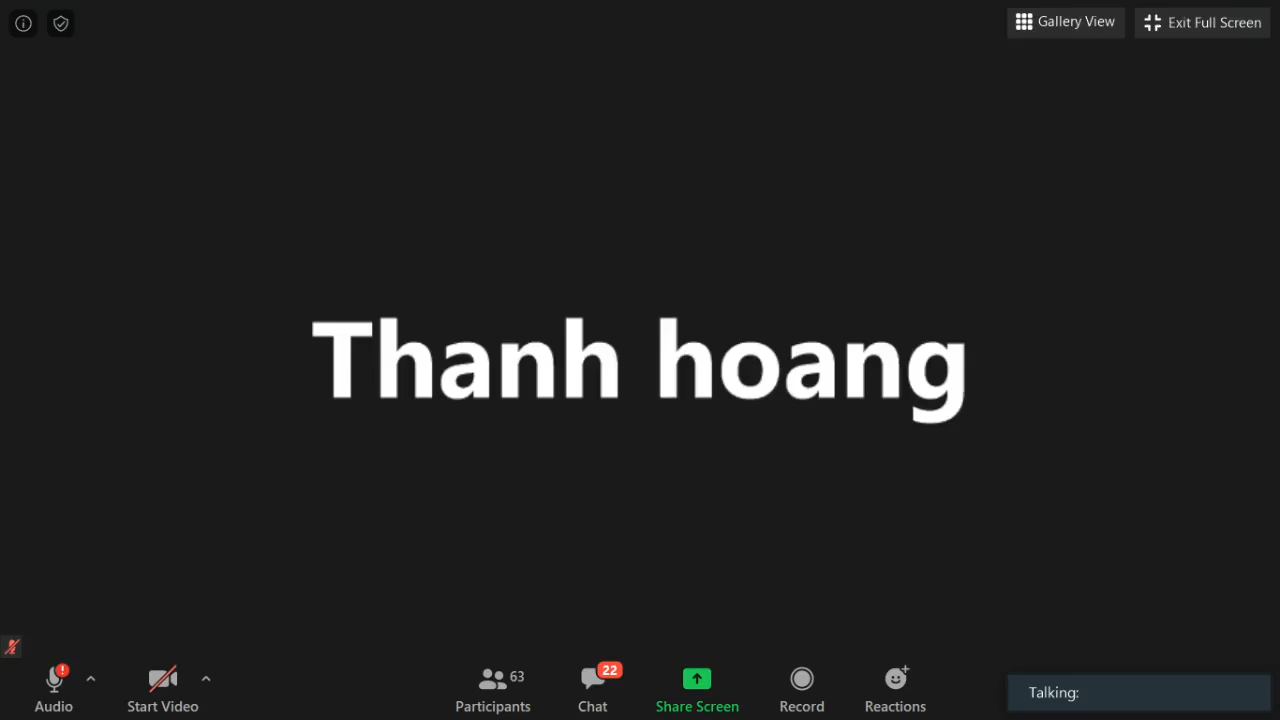 Gallery View
Exit Full Screen
Thanh hoang
63
22
!
Audio
Start Video
Participants
Chat
Share Screen
Record
Reactions
Talking: